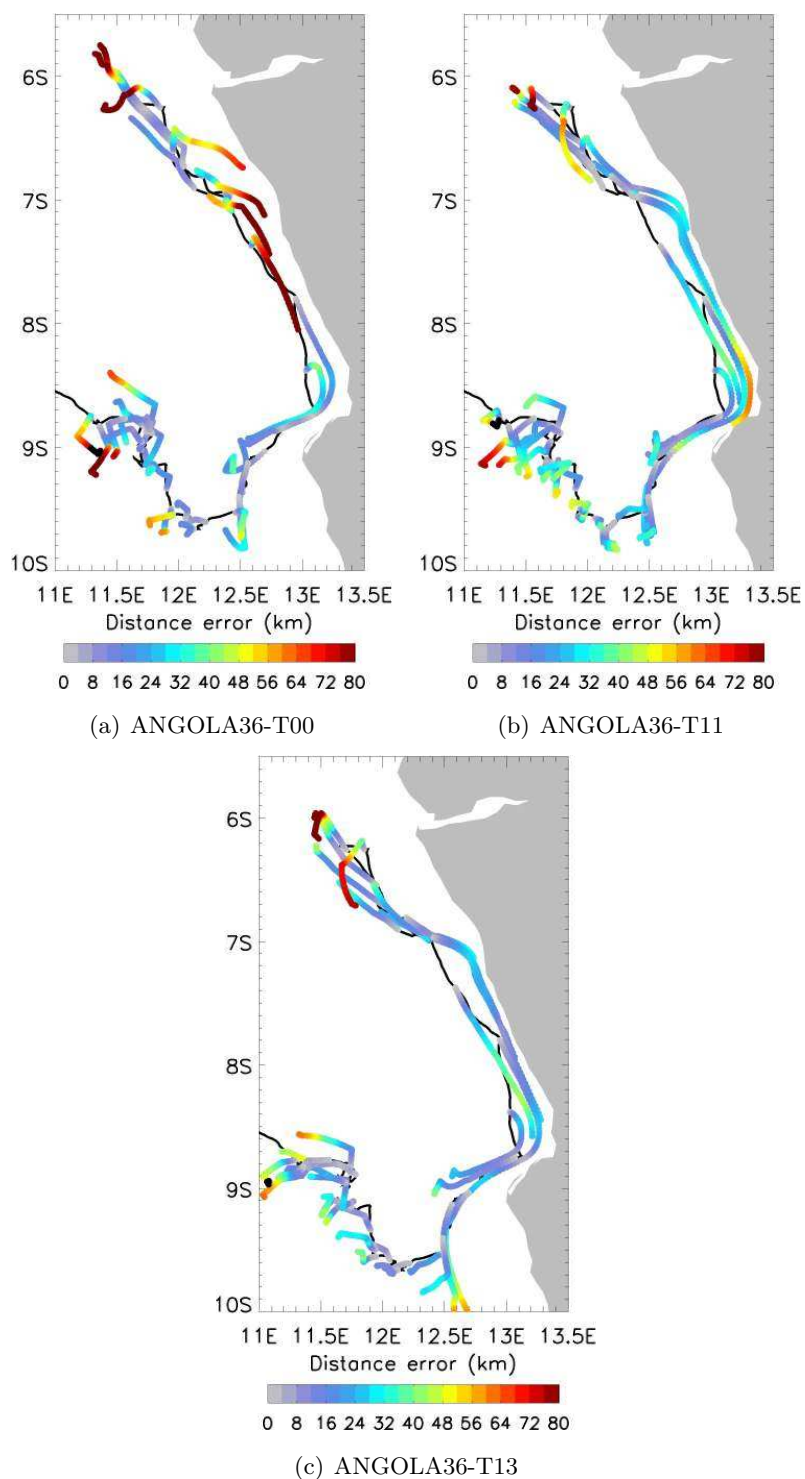 6S
7S
8S
9S
10S
11E 11.5E 12E 12.5E 13.5E
Distance error (km)
0 8 16 24 32 40 48 56 64 72 80
(a) ANGOLA36-T00
6S
7S
8S
9S
10S
11E 11.5E 12E 12.5E 13E 13.5E
Distance error (km)
0 8 16 24 32 40 48 56 64 72 80
(b) ANGOLA36-T11
6S
7S
8S
9S
10S
11E 11.5E 12E 12.5E 13.5E
Distance error (km)
0 8 16 24 32 40 48 56 64 72 80
(c) ANGOLA36-T13